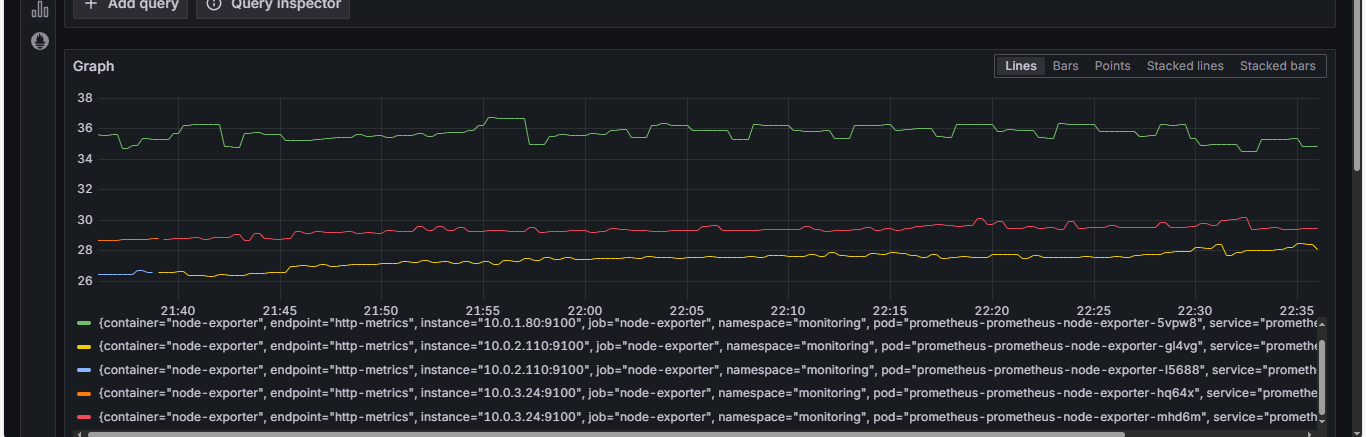 + Add query Query inspector
Graph
Lines Bars Points Stacked lines Stacked bars
38
36
34
32
30
28
26
21:40 21:45 21:50 21:55 22:00 22:05 22:10 22:15 22:20 22:25 22:30 22:35
{container="node-exporter", endpoint="http-metrics", instance="10.0.1.80:9100", job="node-exporter", namespace="monitoring", pod="prometheus-prometheus-node-exporter-5vpw8", service="promethe
{container="node-exporter", endpoint="http-metrics", instance="10.0.2.110:9100", job="node-exporter", namespace="monitoring", pod="prometheus-prometheus-node-exporter-gl4vg", service="prometh
{container="node-exporter", endpoint="http-metrics", instance="10.0.2.110:9100", job="node-exporter", namespace="monitoring", pod="prometheus-prometheus-node-exporter-l5688", service="prometh
{container="node-exporter", endpoint="http-metrics", instance="10.0.3.24:9100", job="node-exporter", namespace="monitoring", pod="prometheus-prometheus-node-exporter-hq64x", service="promethe
{container="node-exporter", endpoint="http-metrics", instance="10.0.3.24:9100", job="node-exporter", namespace="monitoring", pod="prometheus-prometheus-node-exporter-mhd6m", service="prometh